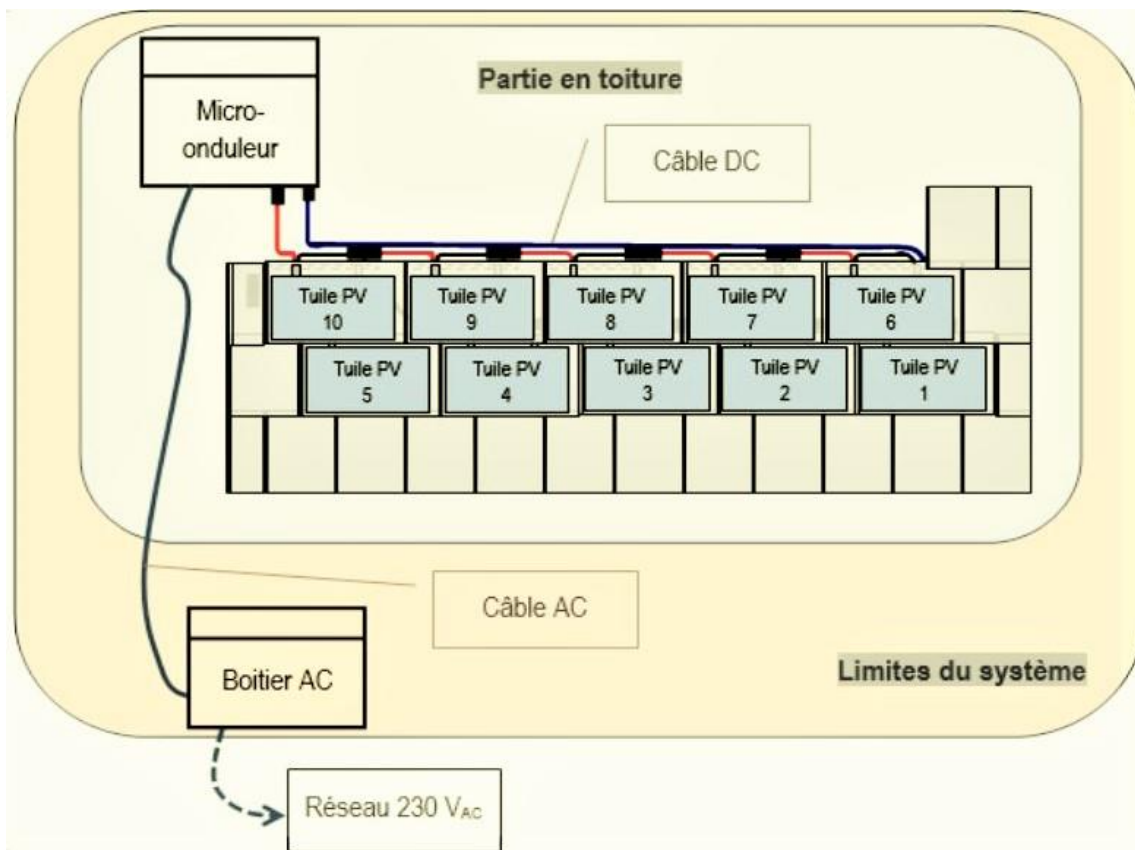 Partie en toiture
Micro-
onduleur
Câble DC
Tuile PV
10
Tuile PV
9
Tuile PV
8
Tuile PV
7
Tuile PV
6
Tuile PV
5
Tuile PV
4
Tuile PV
3
Tuile PV
2
Tuile PV
1
Câble AC
Boitier AC
Limites du système
Réseau 230 VAC